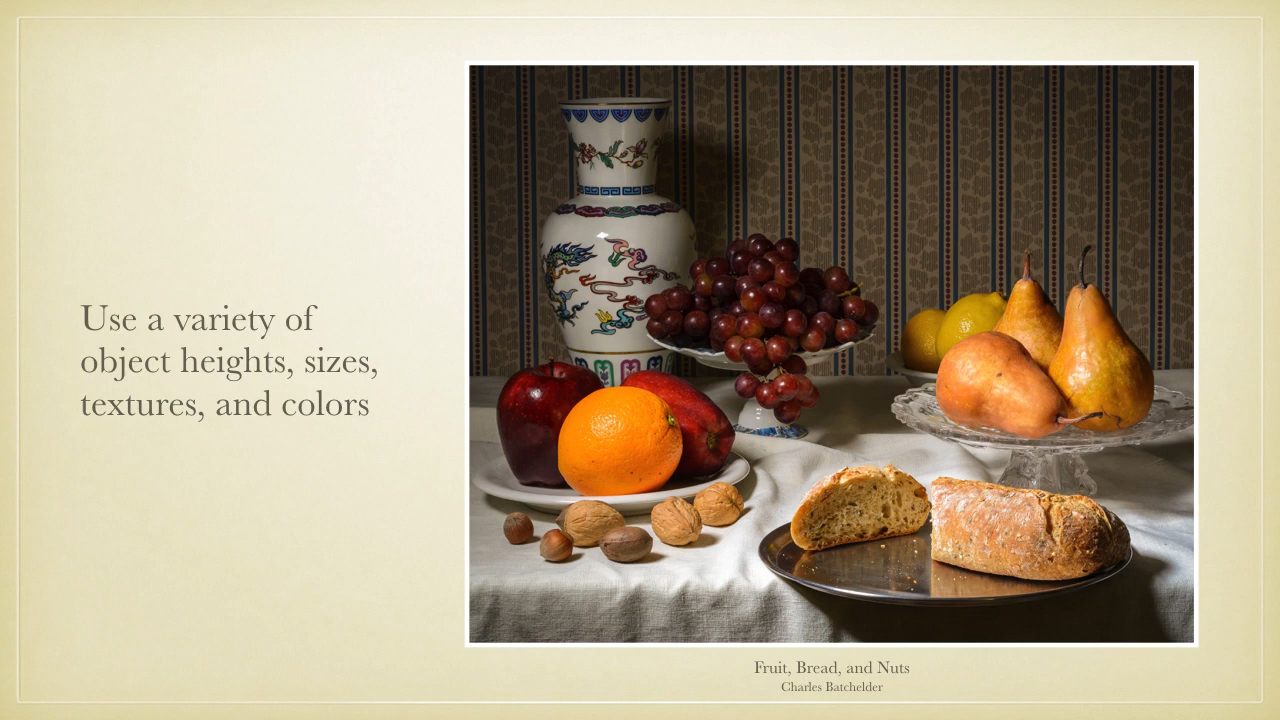 Use a variety of
object heights, sizes,
textures, and colors
Fruit, Bread, and Nuts
Charles Batchelder